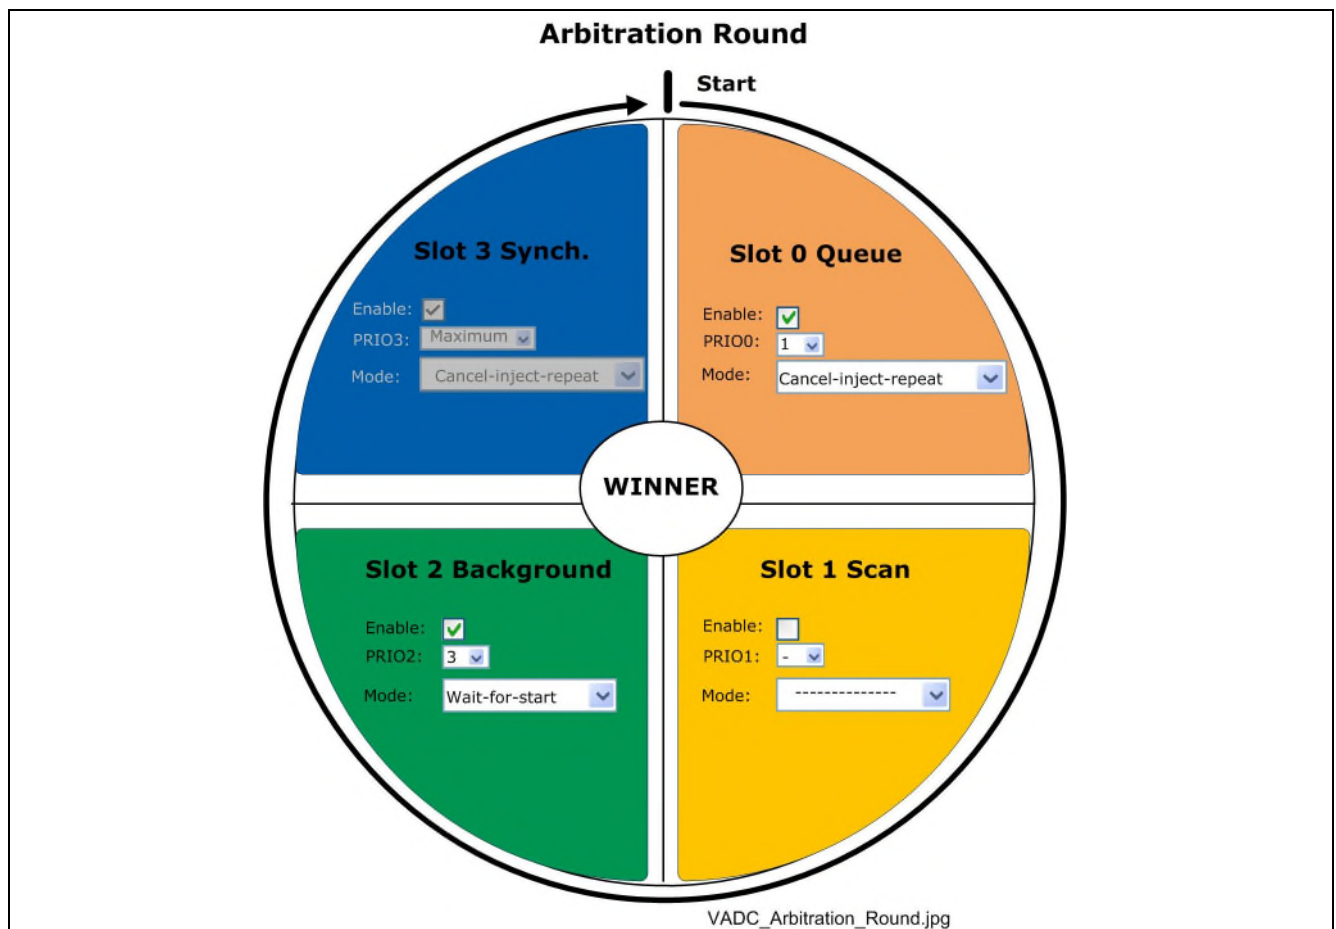 Arbitration Round
Start
Slot 3 Synch.
Enable:
PRIO3: Maximum
Mode: Cancel-inject-repeat
Slot 0 Queue
Enable:
PRIO0: 1
Mode: Cancel-inject-repeat
WINNER
Slot 2 Background
Enable:
PRIO2: 3
Mode: Wait-for-start
Slot 1 Scan
Enable:
PRIO1: -
Mode: --------------
VADC_Arbitration_Round.jpg